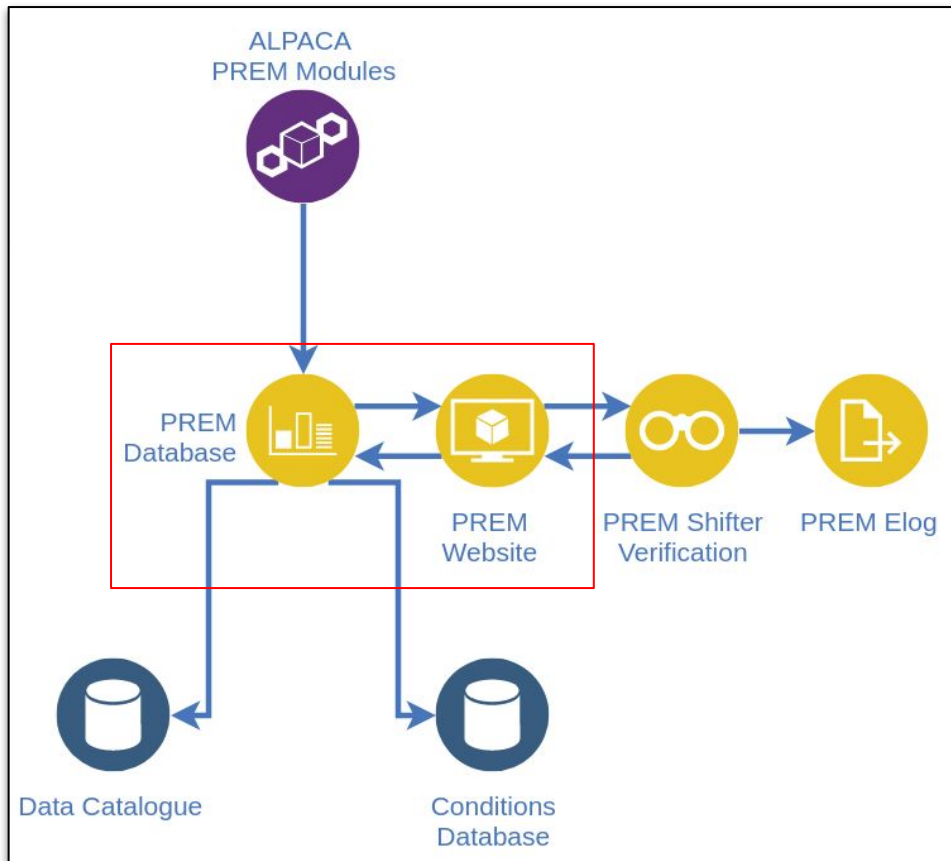 ALPACA
PREM Modules
PREM
Database
PREM
Website
PREM Shifter
Verification
PREM Elog
Data Catalogue
Conditions
Database